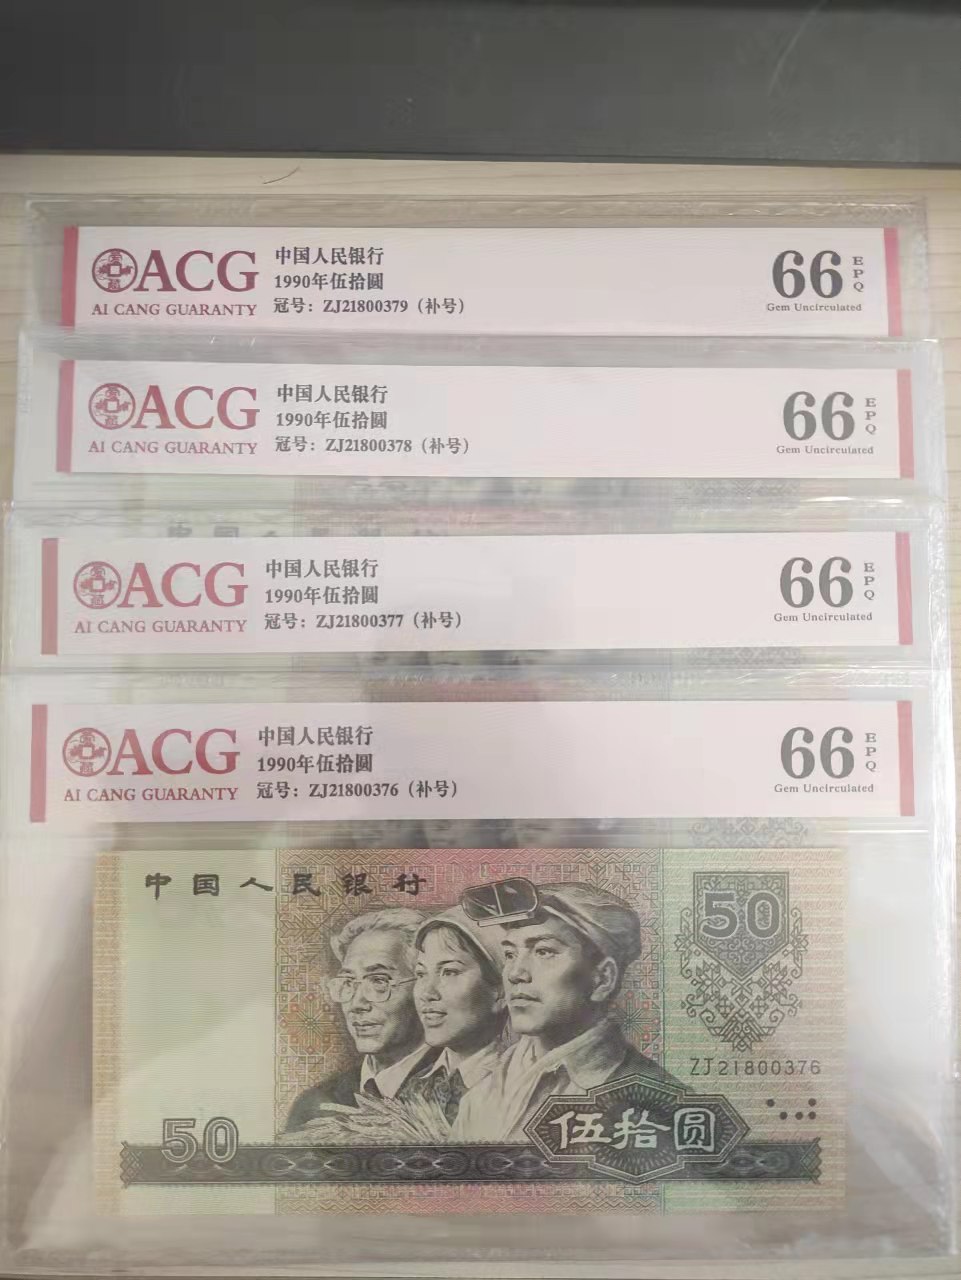 ACG
AI CANG GUARANTY
中国人民银行
1990年伍拾圆
冠号：ZJ21800379（补号）
66
EPQ
Gem Uncirculated
ACG
AI CANG GUARANTY
中国人民银行
1990年伍拾圆
冠号：ZJ21800378（补号）
66
EPQ
Gem Uncirculated
ACG
AI CANG GUARANTY
中国人民银行
1990年伍拾圆
冠号：ZJ21800377（补号）
66
EPQ
Gem Uncirculated
ACG
AI CANG GUARANTY
中国人民银行
1990年伍拾圆
冠号：ZJ21800376（补号）
66
EPQ
Gem Uncirculated
中国人民银行
50
ZJ21800376
50
伍拾圆